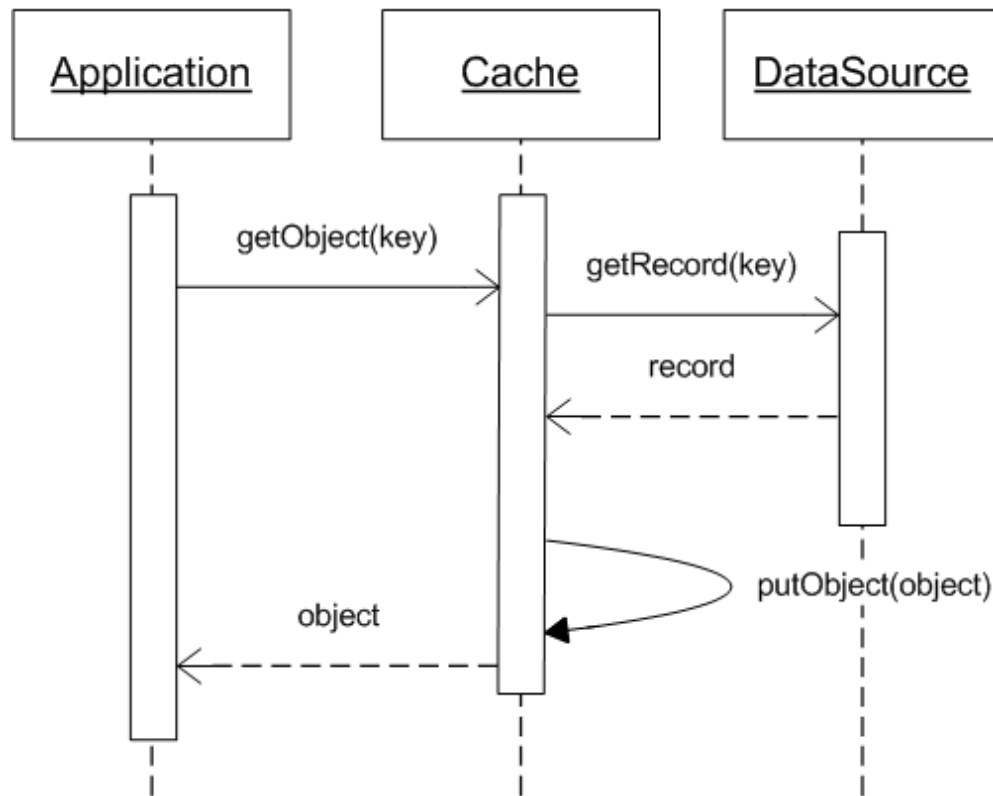 Application
Cache
DataSource
getObject(key)
getRecord(key)
record
putObject(object)
object